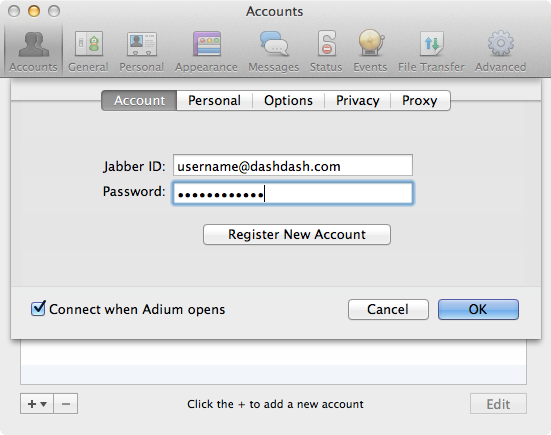 Accounts
Accounts General Personal Appearance Messages Status Events File Transfer Advanced
Account Personal Options Privacy Proxy
Jabber ID: username@dashdash.com
Password: ••••••••••••
Register New Account
Connect when Adium opens Cancel OK
+ − Click the + to add a new account Edit